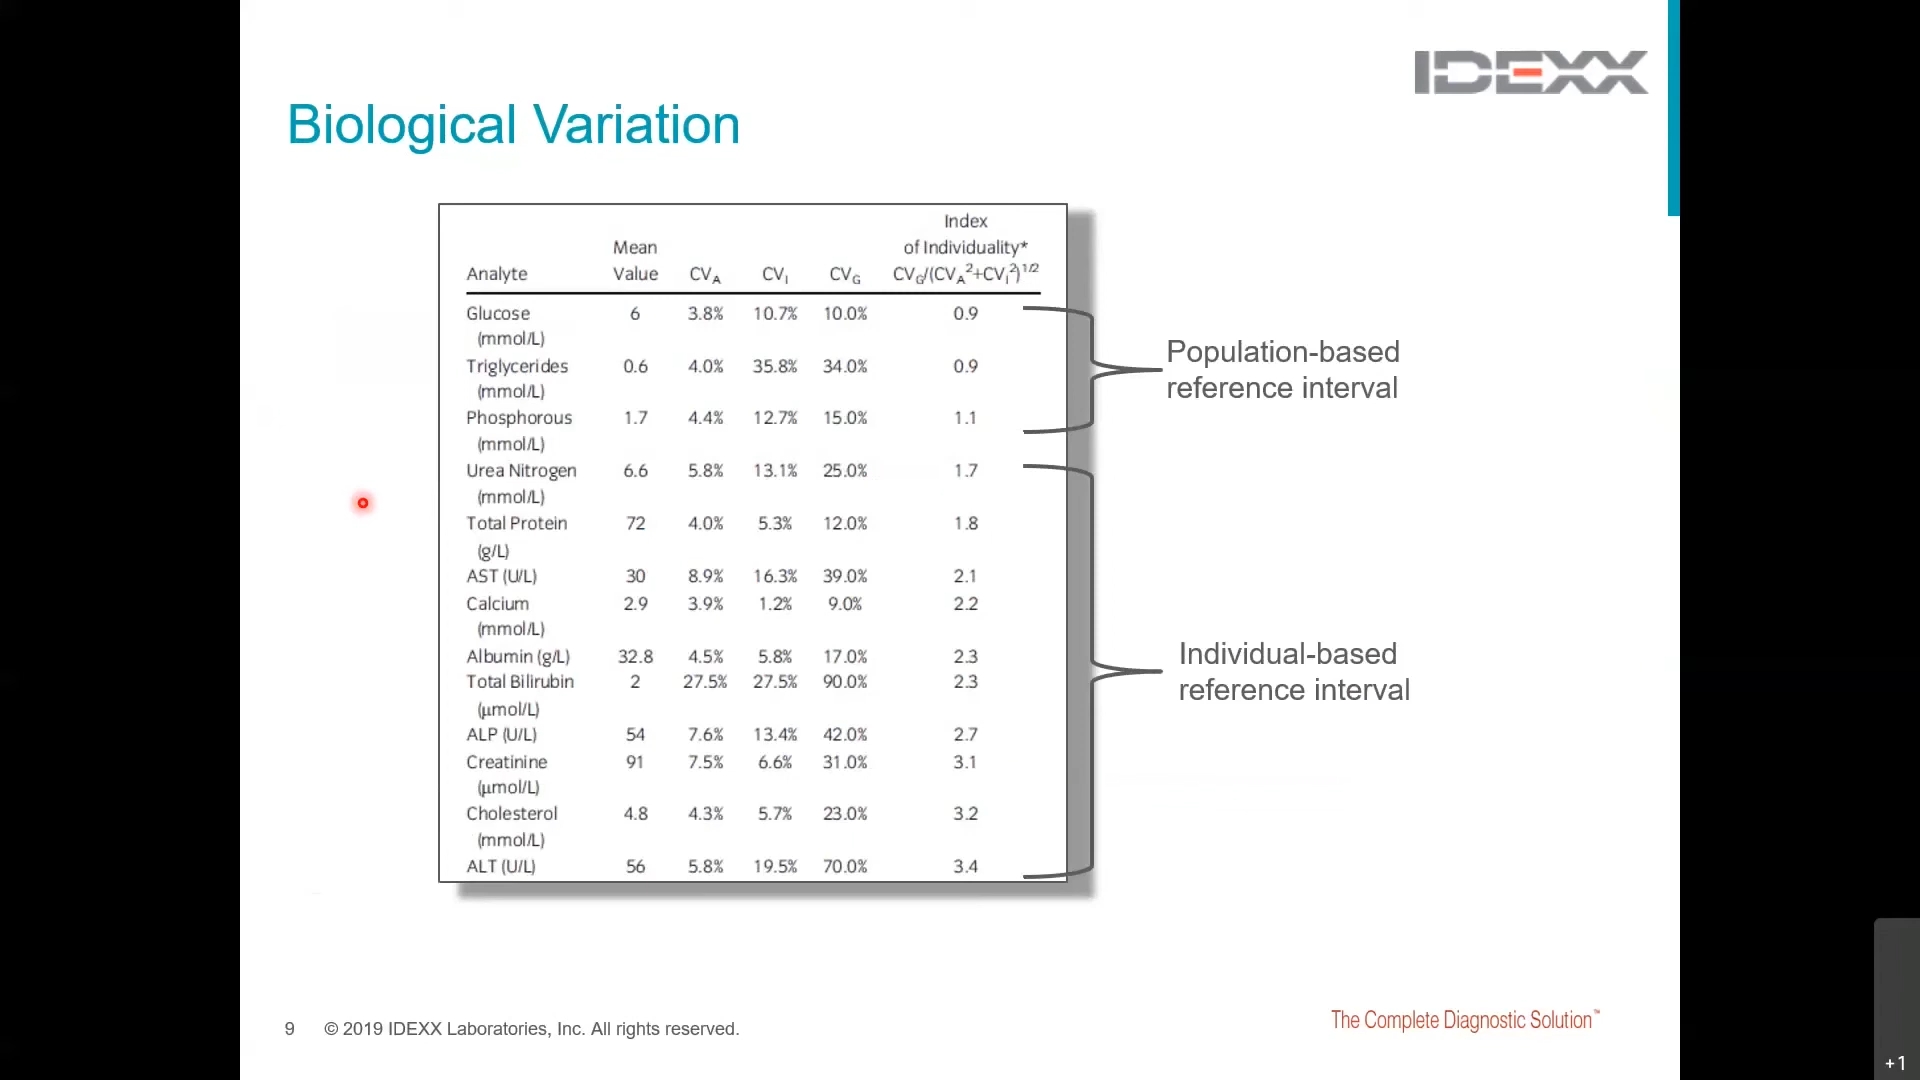 IDEXX
Biological Variation
Index
Mean of Individuality*
Analyte Value CVA CVI CVG CVG/(CVA2+CVI2)1/2
Glucose 6 3.8% 10.7% 10.0% 0.9
(mmol/L)
Triglycerides 0.6 4.0% 35.8% 34.0% 0.9
(mmol/L)
Phosphorous 1.7 4.4% 12.7% 15.0% 1.1
(mmol/L)
Urea Nitrogen 6.6 5.8% 13.1% 25.0% 1.7
(mmol/L)
Total Protein 72 4.0% 5.3% 12.0% 1.8
(g/L)
AST (U/L) 30 8.9% 16.3% 39.0% 2.1
Calcium 2.9 3.9% 1.2% 9.0% 2.2
(mmol/L)
Albumin (g/L) 32.8 4.5% 5.8% 17.0% 2.3
Total Bilirubin 2 27.5% 27.5% 90.0% 2.3
(µmol/L)
ALP (U/L) 54 7.6% 13.4% 42.0% 2.7
Creatinine 91 7.5% 6.6% 31.0% 3.1
(µmol/L)
Cholesterol 4.8 4.3% 5.7% 23.0% 3.2
(mmol/L)
ALT (U/L) 56 5.8% 19.5% 70.0% 3.4
Population-based
reference interval
Individual-based
reference interval
9 © 2019 IDEXX Laboratories, Inc. All rights reserved.
The Complete Diagnostic Solution™
+1